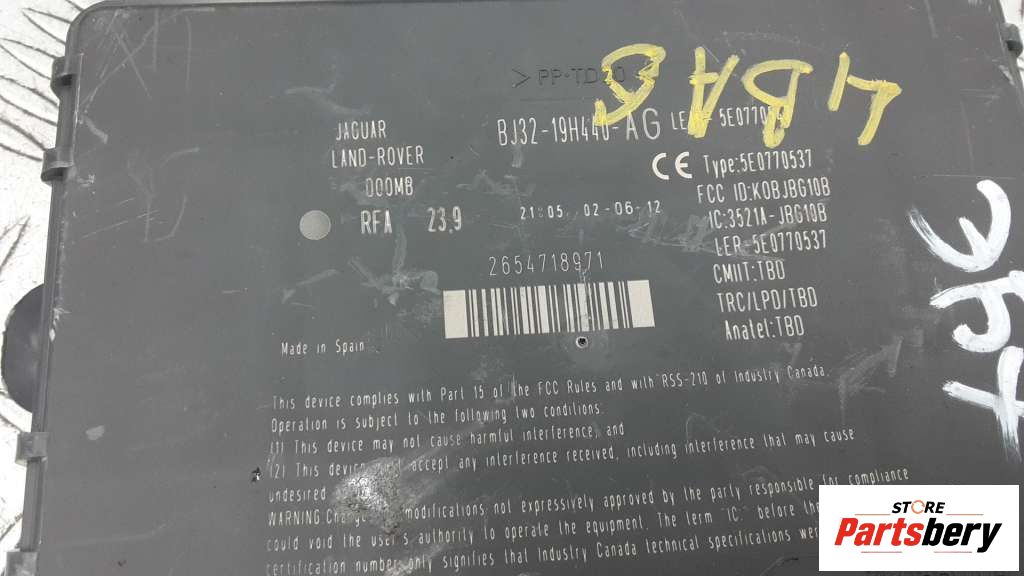 >PP-TD
JAGUAR
LAND-ROVER
000MB
RFA 23,9
BJ32-19H440-AG
Type:5E0770537
FCC ID:KOBJBG10B
IC:3521A-JBG10B
LER-5E0770537
CMIIT:TBD
TRC/LPD/TBD
Anatel:TBD
21:05 02-06-12
2654718971
Made in Spain
This device complies with Part 15 of the FCC Rules and with RSS-210 of Industry Canada.
Operation is subject to the following two conditions:
(1) This device may not cause harmful interference, and
(2) This device accept any interference received, including interference that may cause
undesired
WARNING: modifications not expressively approved by the party responsible for compliance
could void the user's authority to operate the equipment. The term "IC:" before the
certification number only signifies that Industry Canada technical specifications
STORE
Partsbery